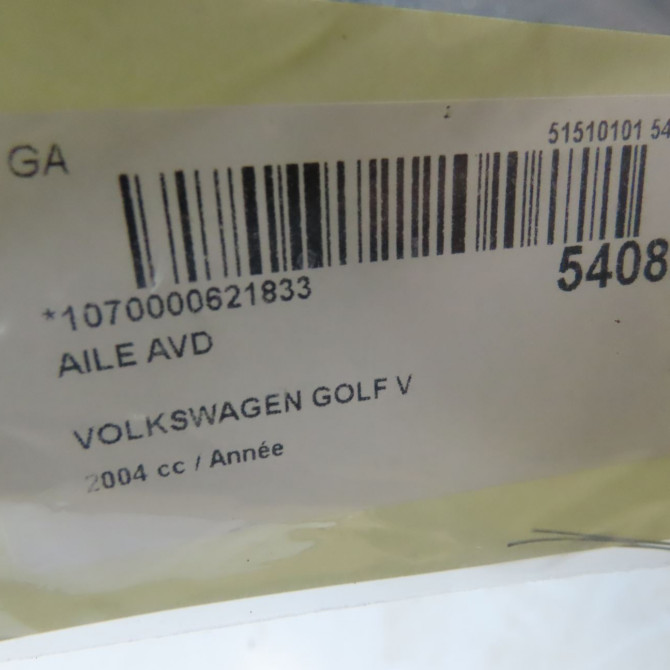 GA
51510101 54
5408
*1070000621833
AILE AVD
VOLKSWAGEN GOLF V
2004 cc / Année